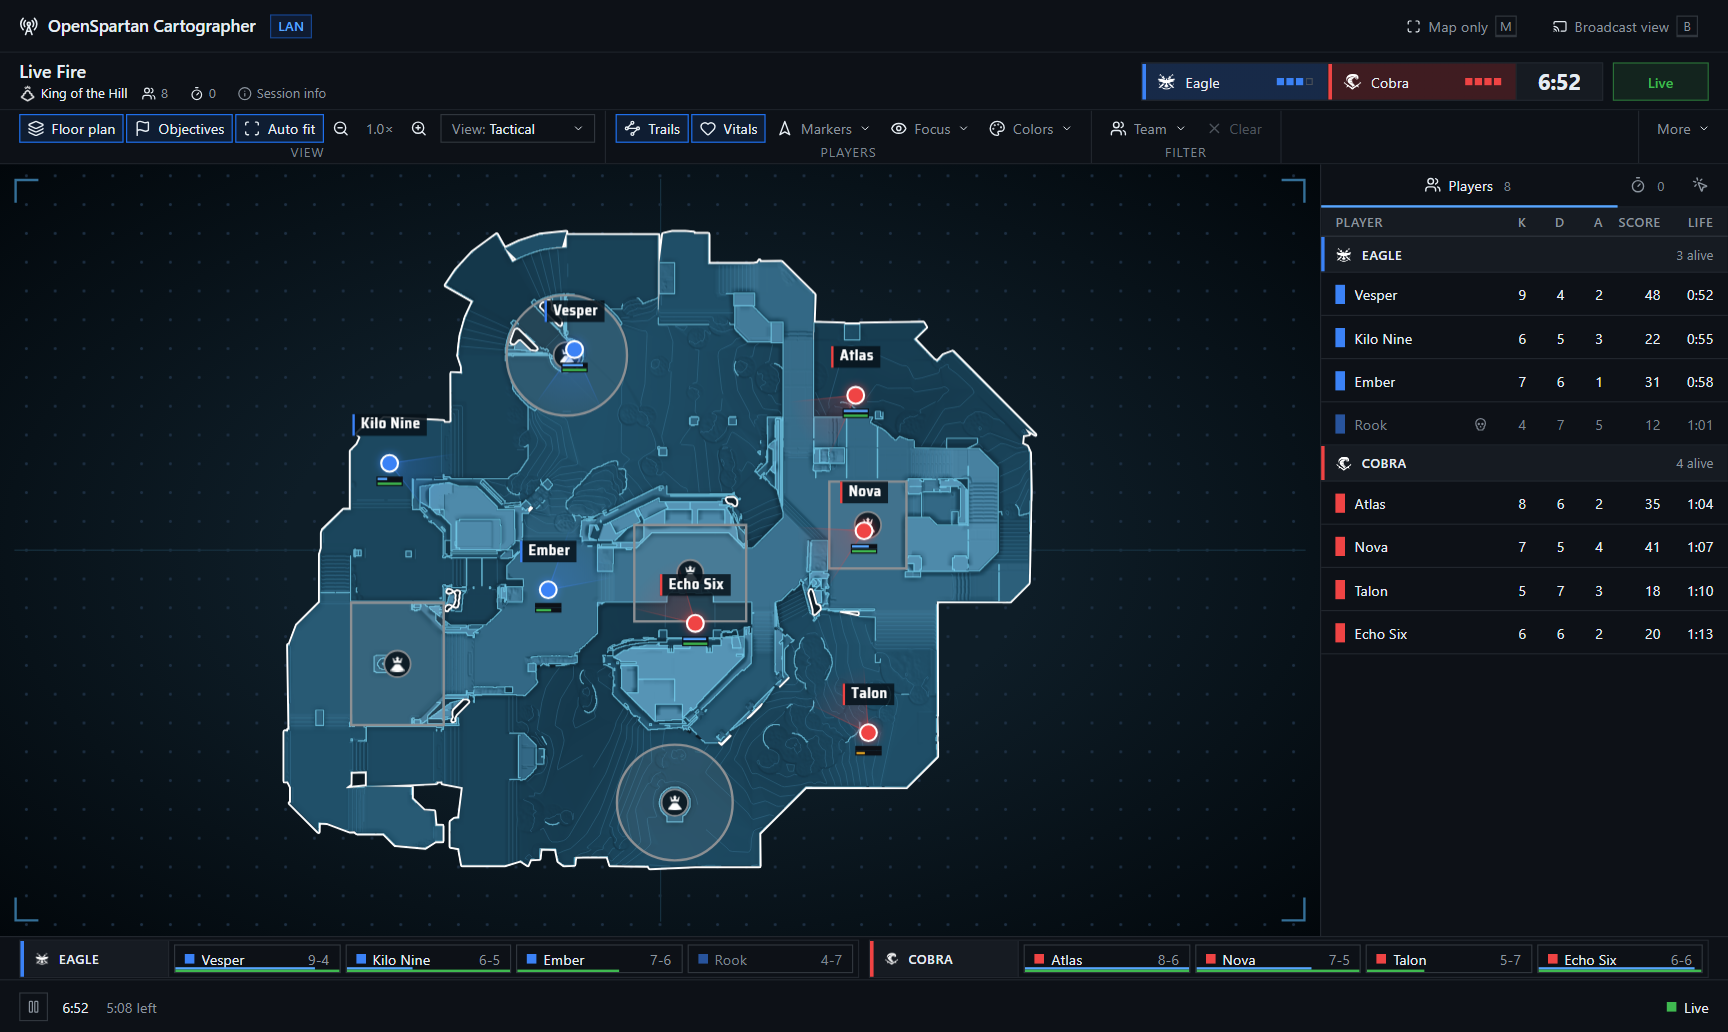 OpenSpartan Cartographer LAN
Map only M Broadcast view B
Live Fire
King of the Hill 8 0 Session info
Eagle Cobra 6:52 Live
Floor plan Objectives Auto fit 1.0× View: Tactical
VIEW
Trails Vitals Markers Focus Colors
PLAYERS
Team Clear
FILTER
More
Vesper
Atlas
Kilo Nine
Nova
Ember
Echo Six
Talon
Players 8 0
PLAYER K D A SCORE LIFE
EAGLE 3 alive
Vesper 9 4 2 48 0:52
Kilo Nine 6 5 3 22 0:55
Ember 7 6 1 31 0:58
Rook 4 7 5 12 1:01
COBRA 4 alive
Atlas 8 6 2 35 1:04
Nova 7 5 4 41 1:07
Talon 5 7 3 18 1:10
Echo Six 6 6 2 20 1:13
EAGLE Vesper 9-4 Kilo Nine 6-5 Ember 7-6 Rook 4-7 COBRA Atlas 8-6 Nova 7-5 Talon 5-7 Echo Six 6-6
6:52 5:08 left Live